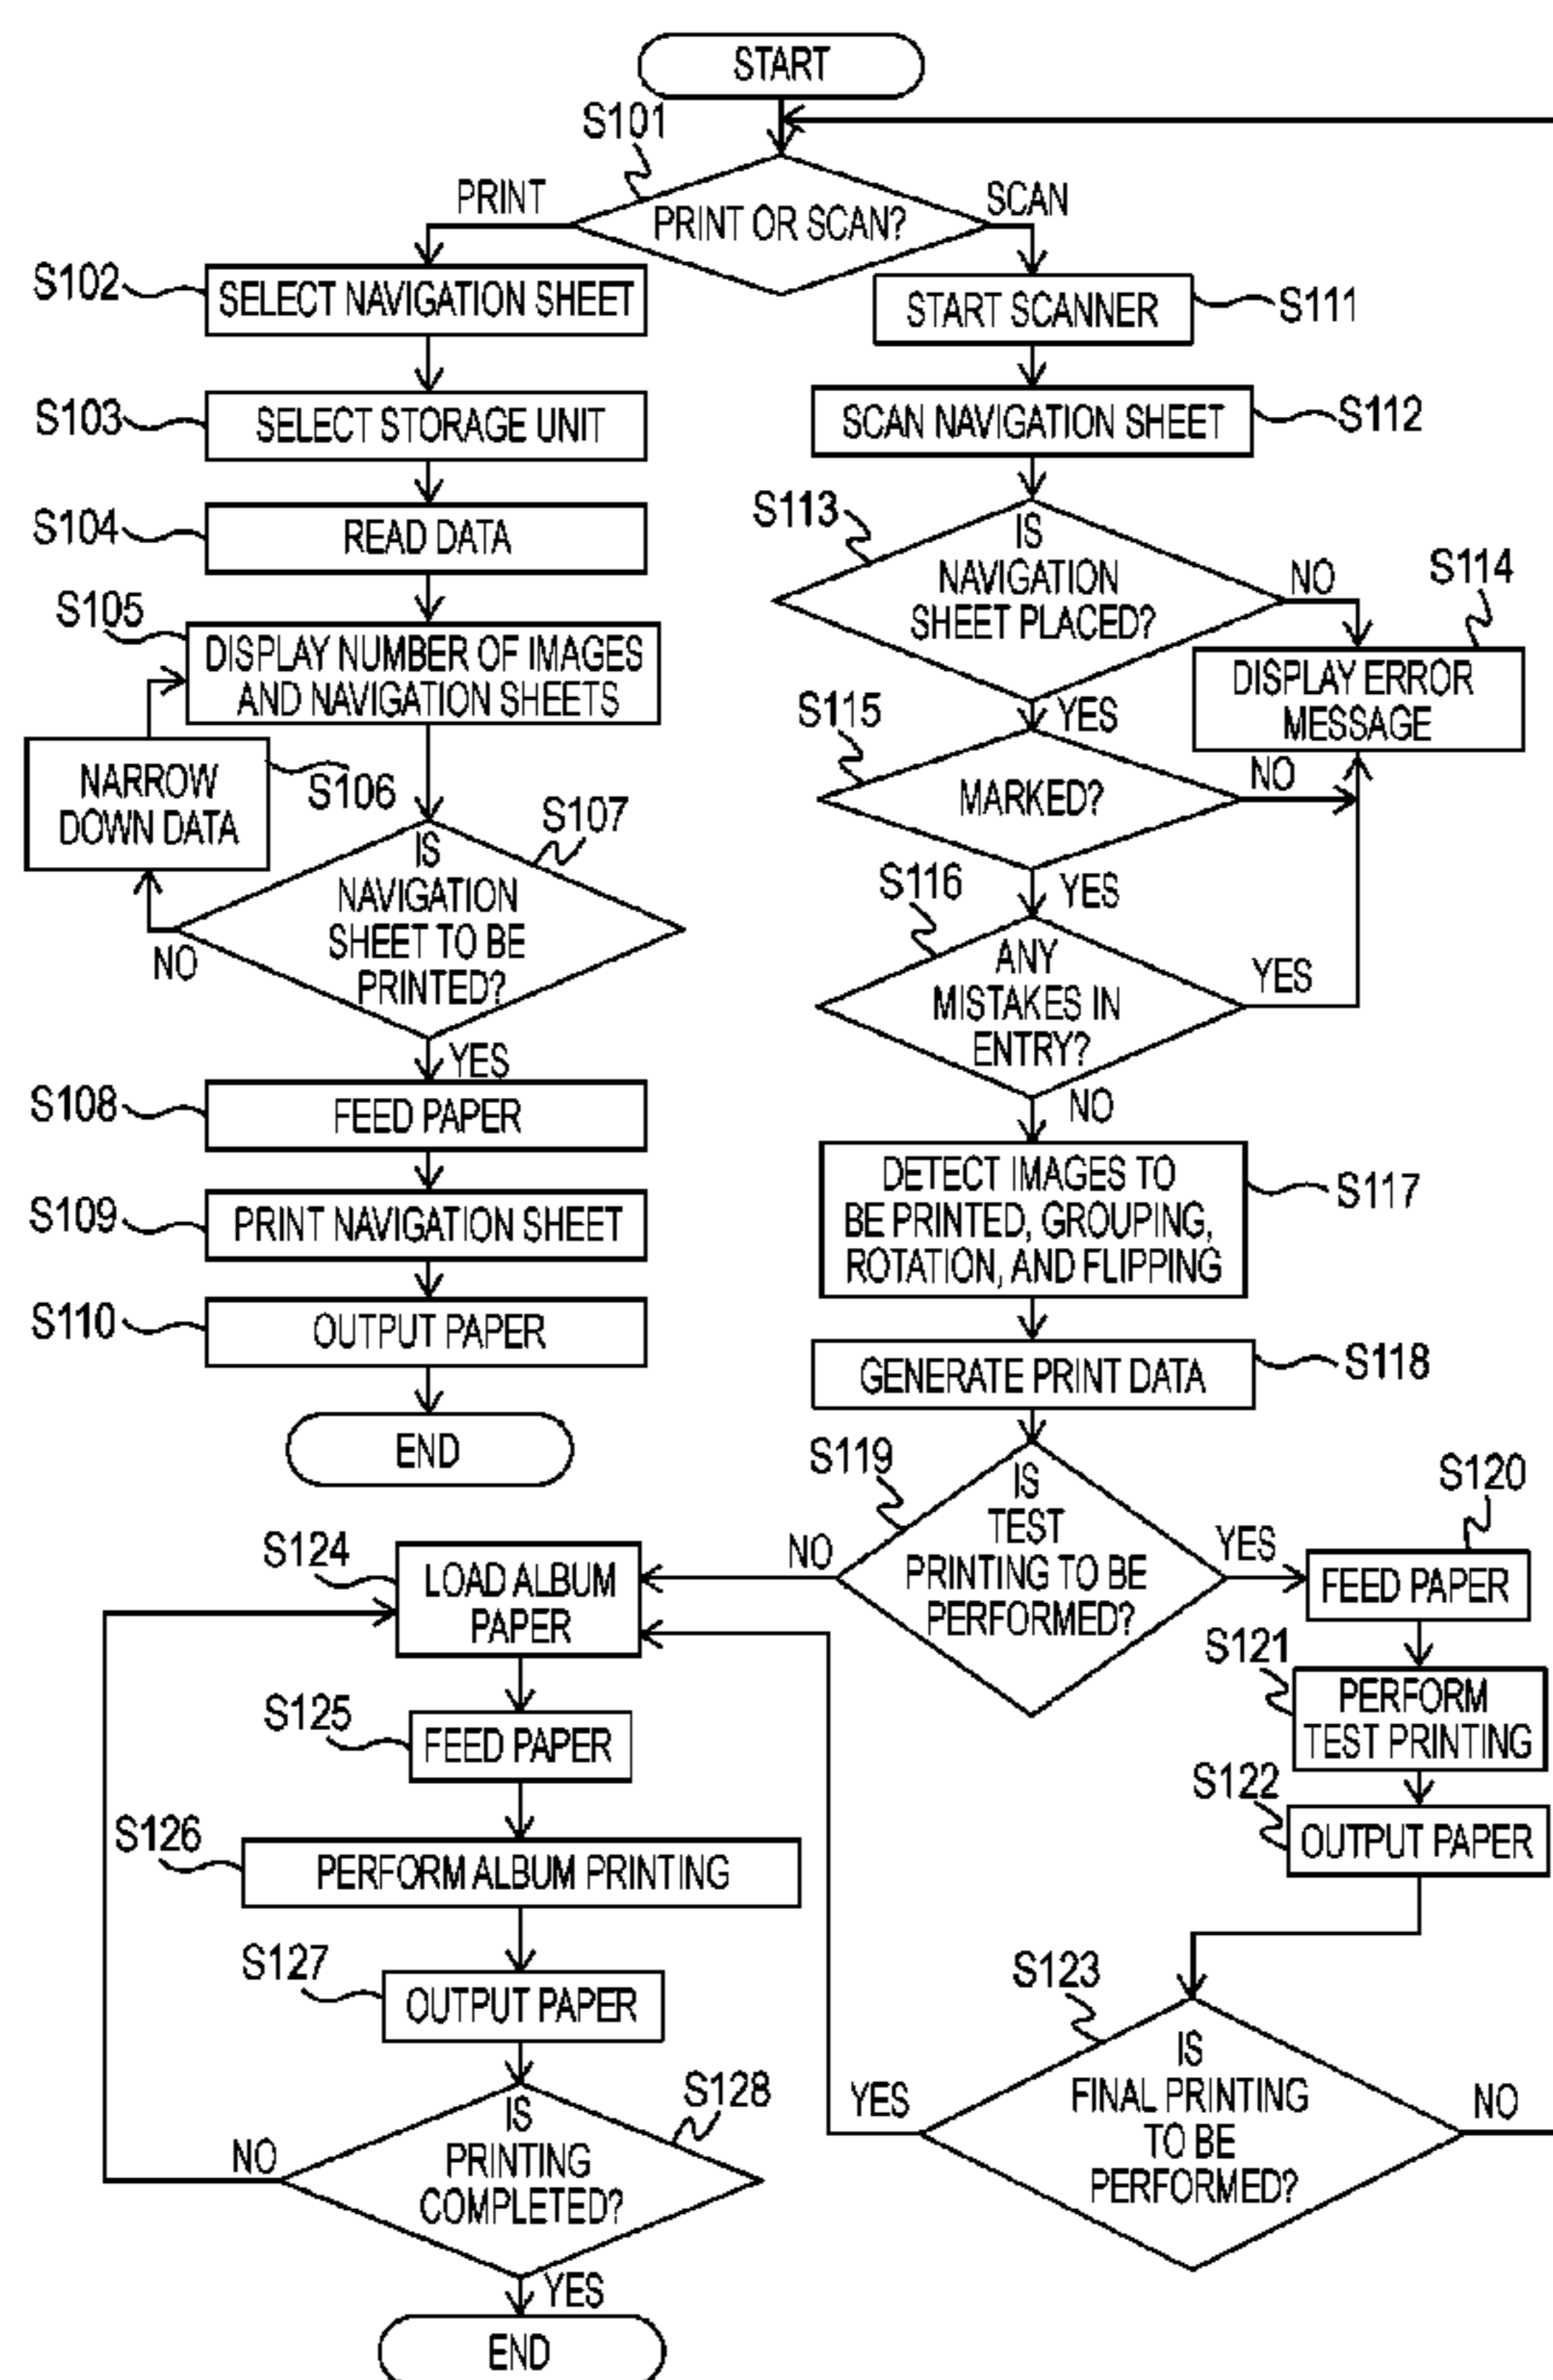 START
S101
PRINT OR SCAN?
PRINT
SCAN
S102
SELECT NAVIGATION SHEET
S103
SELECT STORAGE UNIT
S104
READ DATA
S105
DISPLAY NUMBER OF IMAGES
AND NAVIGATION SHEETS
NARROW
DOWN DATA
S106
S107
IS
NAVIGATION
SHEET TO BE
PRINTED?
NO
YES
S108
FEED PAPER
S109
PRINT NAVIGATION SHEET
S110
OUTPUT PAPER
END
START SCANNER
S111
SCAN NAVIGATION SHEET
S112
S113
IS
NAVIGATION
SHEET PLACED?
NO
YES
S114
DISPLAY ERROR
MESSAGE
S115
MARKED?
NO
YES
S116
ANY
MISTAKES IN
ENTRY?
YES
NO
DETECT IMAGES TO
BE PRINTED, GROUPING,
ROTATION, AND FLIPPING
S117
GENERATE PRINT DATA
S118
S119
IS
TEST
PRINTING TO BE
PERFORMED?
NO
YES
S120
FEED PAPER
S121
PERFORM
TEST PRINTING
S122
OUTPUT PAPER
S123
IS
FINAL PRINTING
TO BE
PERFORMED?
YES
NO
S124
LOAD ALBUM
PAPER
S125
FEED PAPER
S126
PERFORM ALBUM PRINTING
S127
OUTPUT PAPER
S128
IS
PRINTING
COMPLETED?
NO
YES
END